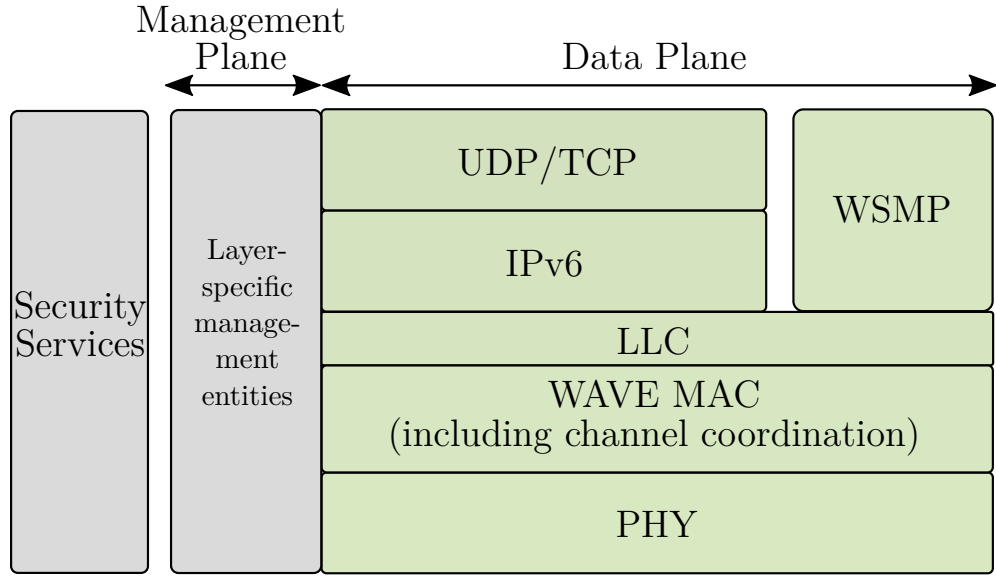 Management
Plane
Data Plane
Security
Services
Layer-
specific
manage-
ment
entities
UDP/TCP
IPv6
WSMP
LLC
WAVE MAC
(including channel coordination)
PHY